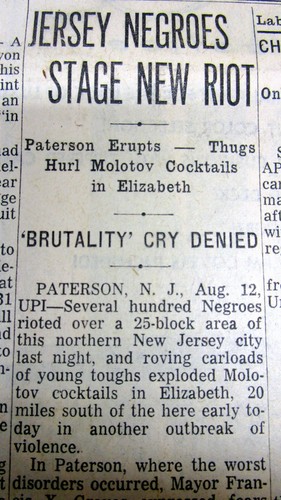 JERSEY NEGROES
STAGE NEW RIOT
Paterson Erupts — Thugs
Hurl Molotov Cocktails
in Elizabeth
'BRUTALITY' CRY DENIED
PATERSON, N. J., Aug. 12,
UPI—Several hundred Negroes
rioted over a 25-block area of
this northern New Jersey city
last night, and roving carloads
of young toughs exploded Molo-
tov cocktails in Elizabeth, 20
miles south of the here early to-
day in another outbreak of
violence.
In Paterson, where the worst
disorders occurred, Mayor Fran-